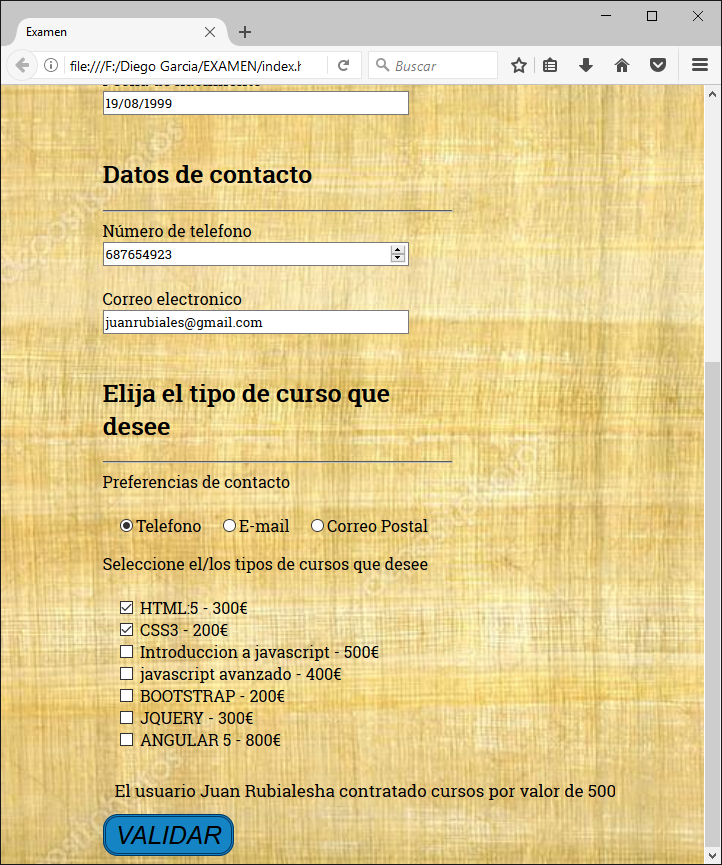 Examen
file:///F:/Diego Garcia/EXAMEN/index.h
Buscar
19/08/1999
Datos de contacto
Número de telefono
687654923
Correo electronico
juanrubiales@gmail.com
Elija el tipo de curso que
desee
Preferencias de contacto
Telefono E-mail Correo Postal
Seleccione el/los tipos de cursos que desee
HTML:5 - 300€
CSS3 - 200€
Introduccion a javascript - 500€
javascript avanzado - 400€
BOOTSTRAP - 200€
JQUERY - 300€
ANGULAR 5 - 800€
El usuario Juan Rubialesha contratado cursos por valor de 500
VALIDAR